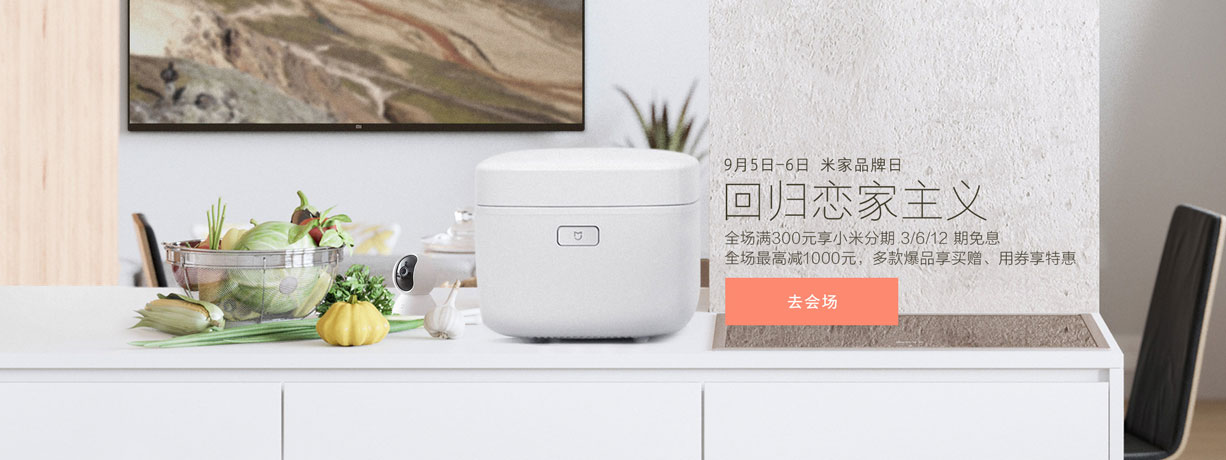 9月5日-6日 米家品牌日
回归恋家主义
全场满300元享小米分期 3/6/12 期免息
全场最高减1000元，多款爆品享买赠、用券享特惠
去会场